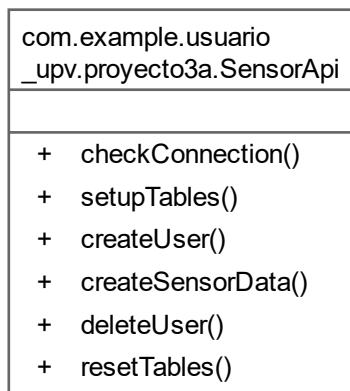 com.example.usuario
_upv.proyecto3a.SensorApi
+ checkConnection()
+ setupTables()
+ createUser()
+ createSensorData()
+ deleteUser()
+ resetTables()